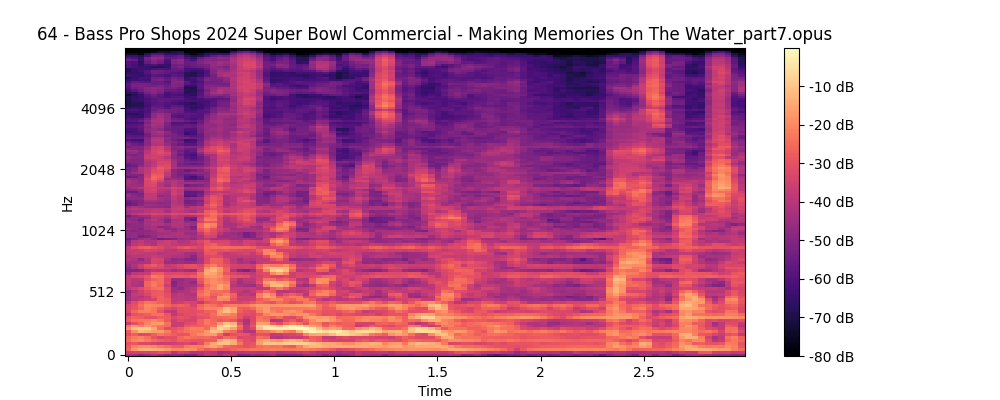 64 - Bass Pro Shops 2024 Super Bowl Commercial - Making Memories On The Water_part7.opus
Hz
4096
2048
1024
512
0
0
0.5
1
1.5
2
2.5
Time
-10 dB
-20 dB
-30 dB
-40 dB
-50 dB
-60 dB
-70 dB
-80 dB